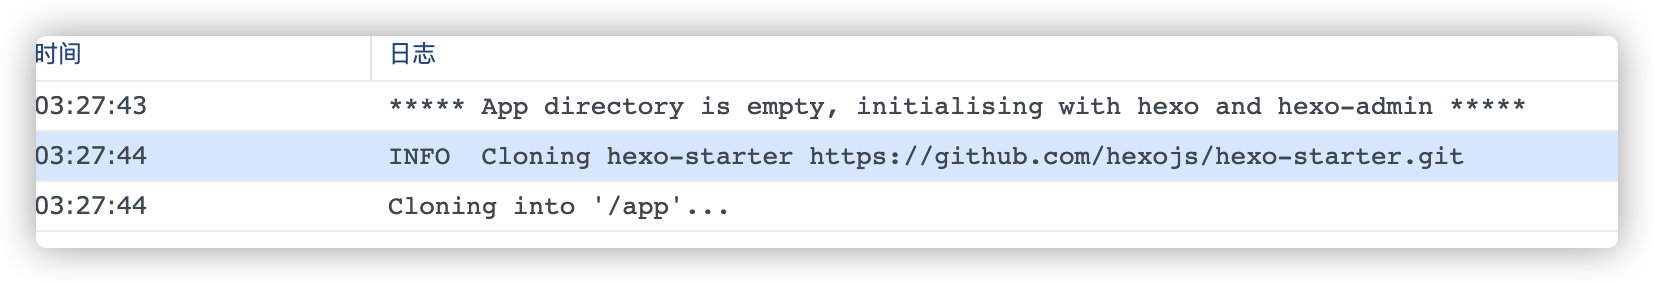 时间 日志
03:27:43 ***** App directory is empty, initialising with hexo and hexo-admin *****
03:27:44 INFO  Cloning hexo-starter https://github.com/hexojs/hexo-starter.git
03:27:44 Cloning into '/app'...